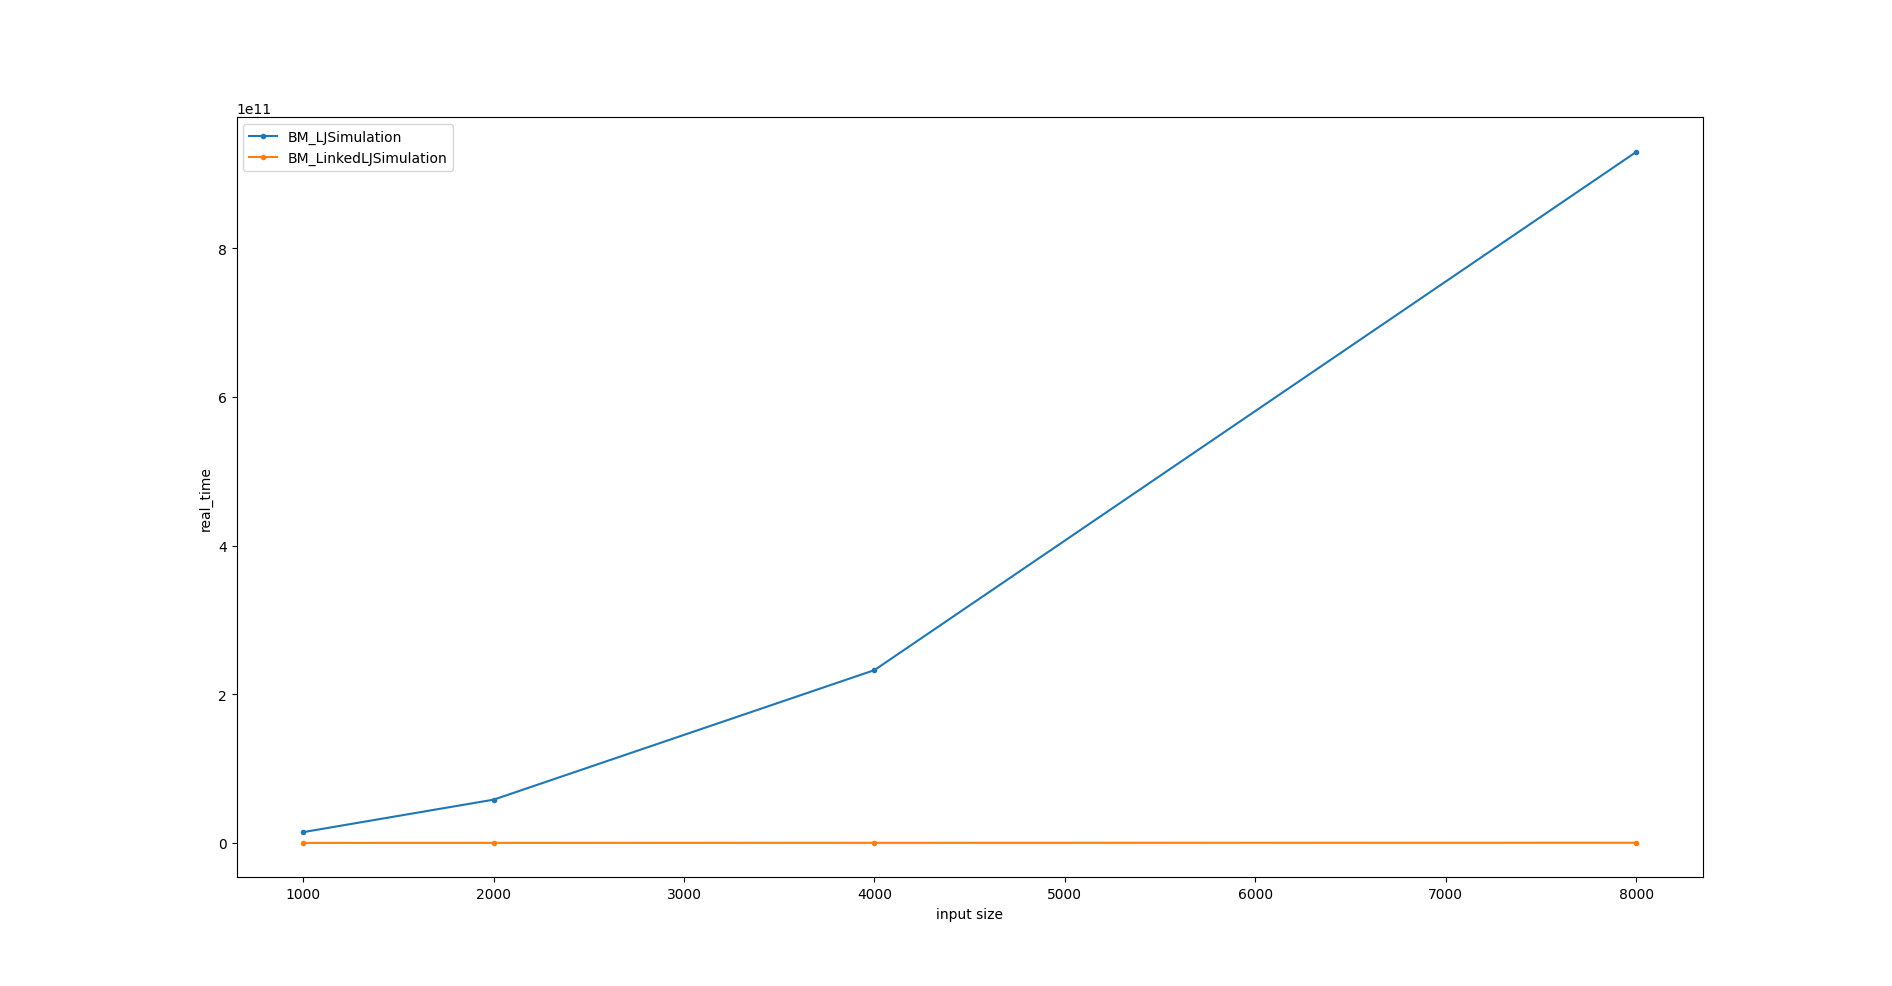 1e11
BM_LJSimulation
BM_LinkedLJSimulation
8
6
4
2
0
real_time
1000 2000 3000 4000 5000 6000 7000 8000
input size